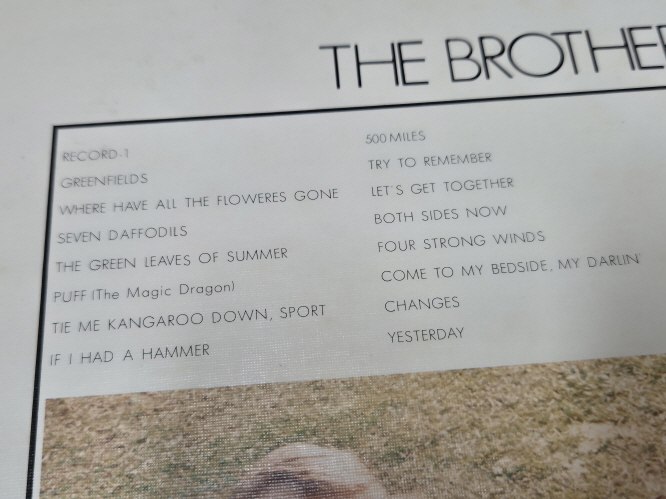 THE BROTHE
RECORD-1
GREENFIELDS
WHERE HAVE ALL THE FLOWERES GONE
SEVEN DAFFODILS
THE GREEN LEAVES OF SUMMER
PUFF (The Magic Dragon)
TIE ME KANGAROO DOWN, SPORT
IF I HAD A HAMMER
500 MILES
TRY TO REMEMBER
LET'S GET TOGETHER
BOTH SIDES NOW
FOUR STRONG WINDS
COME TO MY BEDSIDE, MY DARLIN'
CHANGES
YESTERDAY